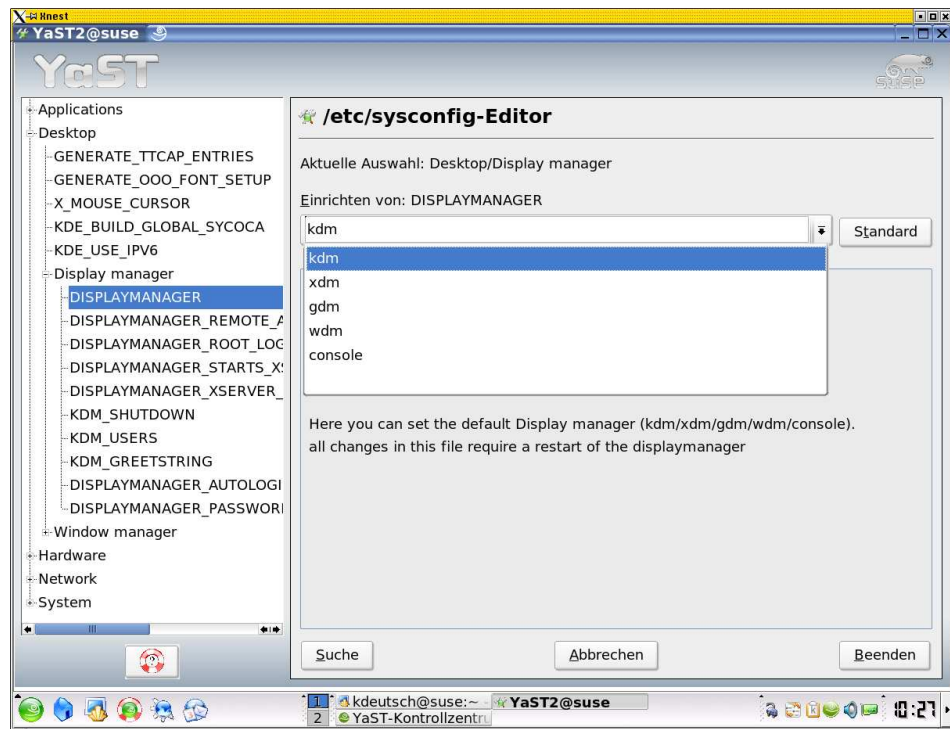 Xnest
YaST2@suse
YaST
SUSE
Applications
Desktop
GENERATE_TTCAP_ENTRIES
GENERATE_OOO_FONT_SETUP
X_MOUSE_CURSOR
KDE_BUILD_GLOBAL_SYCOCA
KDE_USE_IPV6
Display manager
DISPLAYMANAGER
DISPLAYMANAGER_REMOTE_A
DISPLAYMANAGER_ROOT_LOG
DISPLAYMANAGER_STARTS_XS
DISPLAYMANAGER_XSERVER_
KDM_SHUTDOWN
KDM_USERS
KDM_GREETSTRING
DISPLAYMANAGER_AUTOLOGI
DISPLAYMANAGER_PASSWORI
Window manager
Hardware
Network
System
/etc/sysconfig-Editor
Aktuelle Auswahl: Desktop/Display manager
Einrichten von: DISPLAYMANAGER
kdm
Standard
kdm
xdm
gdm
wdm
console
Here you can set the default Display manager (kdm/xdm/gdm/wdm/console).
all changes in this file require a restart of the displaymanager
Suche
Abbrechen
Beenden
1
kdeutsch@suse:~
YaST2@suse
2
YaST-Kontrollzentru
10:27